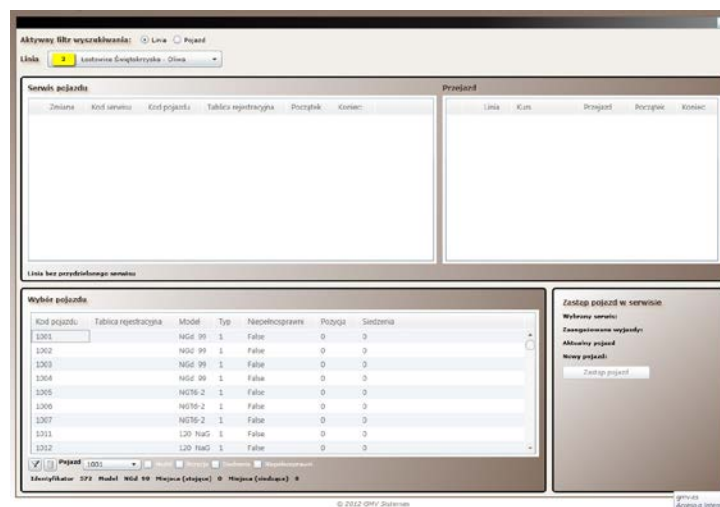 Aktywny filtr wyszukiwania: Linia Pojazd
Linia 3 Łostowice Świętokrzyska - Oliwa
Serwis pojazdu
Zmiana Kod serwisu Kod pojazdu Tablica rejestracyjna Początek Koniec
Przejazd
Linia Kurs Przejazd Początek Koniec
Linia bez przydzielonego serwisu
Wybór pojazdu
Kod pojazdu Tablica rejestracyjna Model Typ Niepełnosprawni Pozycja Siedzenia
1001 NGd 99 1 False 0 0
1002 NGd 99 1 False 0 0
1003 NGd 99 1 False 0 0
1004 NGd 99 1 False 0 0
1005 NGT6-2 1 False 0 0
1006 NGT6-2 1 False 0 0
1007 NGT6-2 1 False 0 0
1011 120 NaG 1 False 0 0
1012 120 NaG 1 False 0 0
Pojazd 1001 Model Pozycja Siedzenia Niepełnosprawni
Identyfikator 572 Model NGd 99 Miejsca (stojące) 0 Miejsca (siedzące) 0
Zastąp pojazd w serwisie
Wybrany serwis:
Zaangażowane wyjazdy:
Aktualny pojazd
Nowy pojazd:
Zastąp pojazd
© 2012 GMV Sistemas
gmv.es